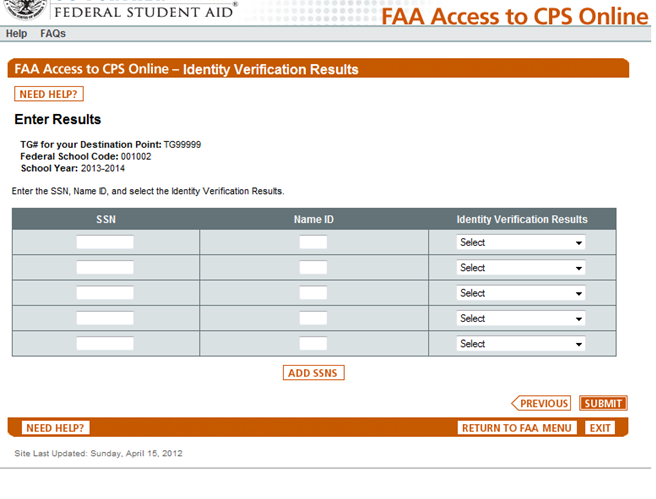 FEDERAL STUDENT AID®
FAA Access to CPS Online
Help FAQs
FAA Access to CPS Online – Identity Verification Results
NEED HELP?
Enter Results
TG# for your Destination Point: TG99999
Federal School Code: 001002
School Year: 2013-2014
Enter the SSN, Name ID, and select the Identity Verification Results.
SSN Name ID Identity Verification Results
Select
Select
Select
Select
Select
ADD SSNS
PREVIOUS SUBMIT
NEED HELP? RETURN TO FAA MENU EXIT
Site Last Updated: Sunday, April 15, 2012